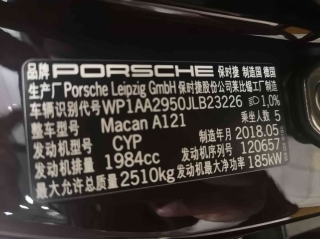 品牌 PORSCHE 保时捷 制造国 德国
生产厂 Porsche Leipzig GmbH 保时捷股份公司莱比锡工厂制造
车辆识别代号 WP1AA2950JLB23226 1,0%
整车型号 Macan A121 乘坐人数 5
发动机型号 CYP 制造年月 2018.05
发动机排量 1984cc 发动机序列号 120657
最大允许总质量 2510kg 发动机最大净功率 185kW